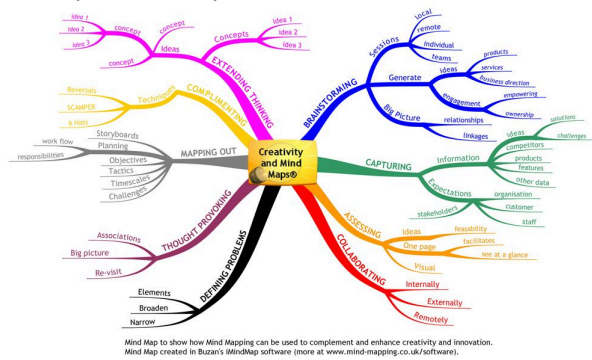 Creativity
and Mind
Maps®
BRAINSTORMING
Sessions
local
remote
Individual
teams
Generate
ideas
products
services
business direction
engagement
empowering
ownership
Big Picture
relationships
linkages
CAPTURING
Information
ideas
solutions
challenges
competitors
products
features
other data
Expectations
organisation
customer
staff
stakeholders
ASSESSING
Ideas
feasability
One page
facilitates
see at a glance
Visual
COLLABORATING
Internally
Externally
Remotely
DEFINING PROBLEMS
Elements
Broaden
Narrow
THOUGHT PROVOKING
Associations
Big picture
Re-visit
MAPPING OUT
Storyboards
Planning
work flow
responsibilities
Objectives
Tactics
Timescales
Challenges
COMPLIMENTING
Techniques
Reversals
SCAMPER
6 Hats
EXTENDING THINKING
Ideas
concept
idea 1
idea 2
idea 3
concept
concept
Concepts
idea 1
idea 2
idea 3
Mind Map to show how Mind Mapping can be used to complement and enhance creativity and innovation.
Mind Map created in Buzan's iMindMap software (more at www.mind-mapping.co.uk/software).